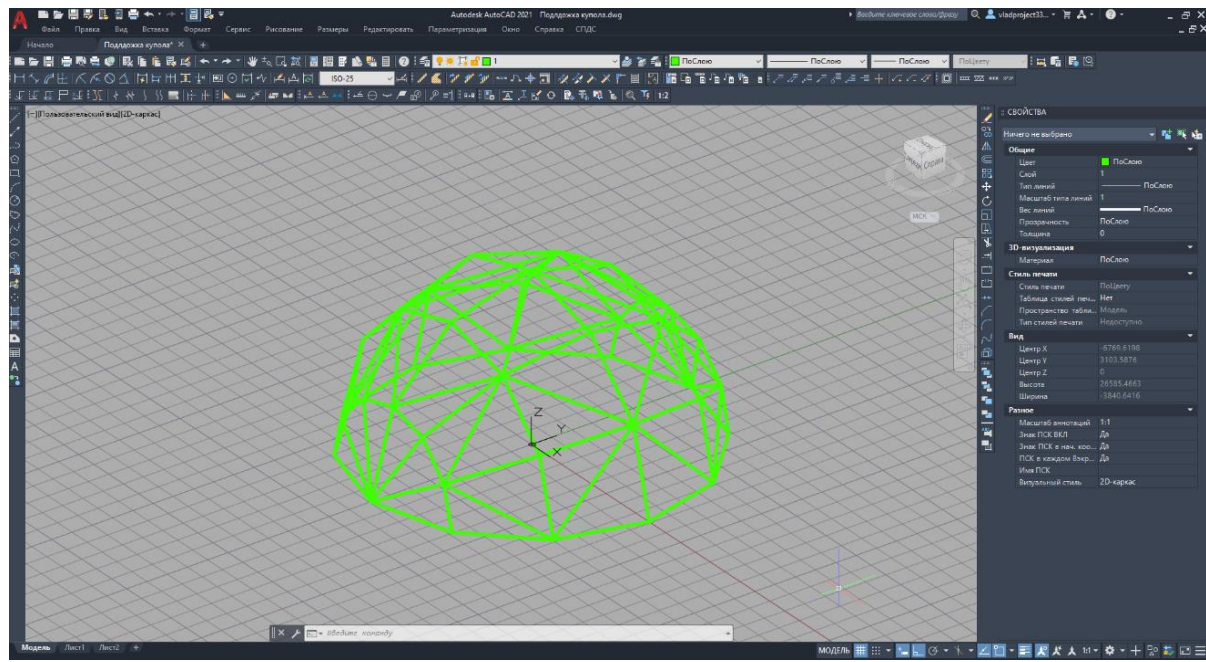 Autodesk AutoCAD 2021 Подлдожка купола.dwg
Введите ключевое слово/фразу
vladproject33...
Файл Правка Вид Вставка Формат Сервис Рисование Размеры Редактировать Параметризация Окно Справка СПДС
Начало Подлдожка купола* × +
1 ПоСлою ПоСлою ПоСлою ПоЦвету
ISO-25
1:2
[−][Пользовательский вид][2D-каркас]
Справа
МСК
Z
Y
X
СВОЙСТВА
Ничего не выбрано
Общие
Цвет ПоСлою
Слой 1
Тип линий ПоСлою
Масштаб типа линий 1
Вес линий ПоСлою
Прозрачность ПоСлою
Толщина 0
3D-визуализация
Материал ПоСлою
Стиль печати
Стиль печати ПоЦвету
Таблица стилей печ... Нет
Пространство табли... Модель
Тип стилей печати Недоступно
Вид
Центр X -6769.6198
Центр Y 3103.5876
Центр Z 0
Высота 26585.4663
Ширина
Разное
Масштаб аннотаций 1:1
Знак ПСК ВКЛ Да
Знак ПСК в нач. коо... Да
ПСК в каждом Вэкр... Да
Имя ПСК
Визуальный стиль 2D-каркас
Введите команду
Модель Лист1 Лист2 +
МОДЕЛЬ 1:1